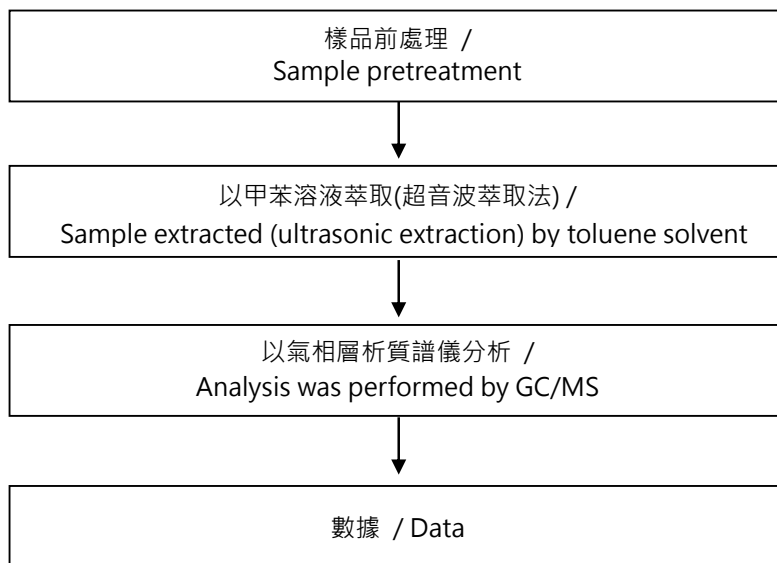 樣品前處理 /
Sample pretreatment
以甲苯溶液萃取(超音波萃取法) /
Sample extracted (ultrasonic extraction) by toluene solvent
以氣相層析質譜儀分析 /
Analysis was performed by GC/MS
數據 / Data